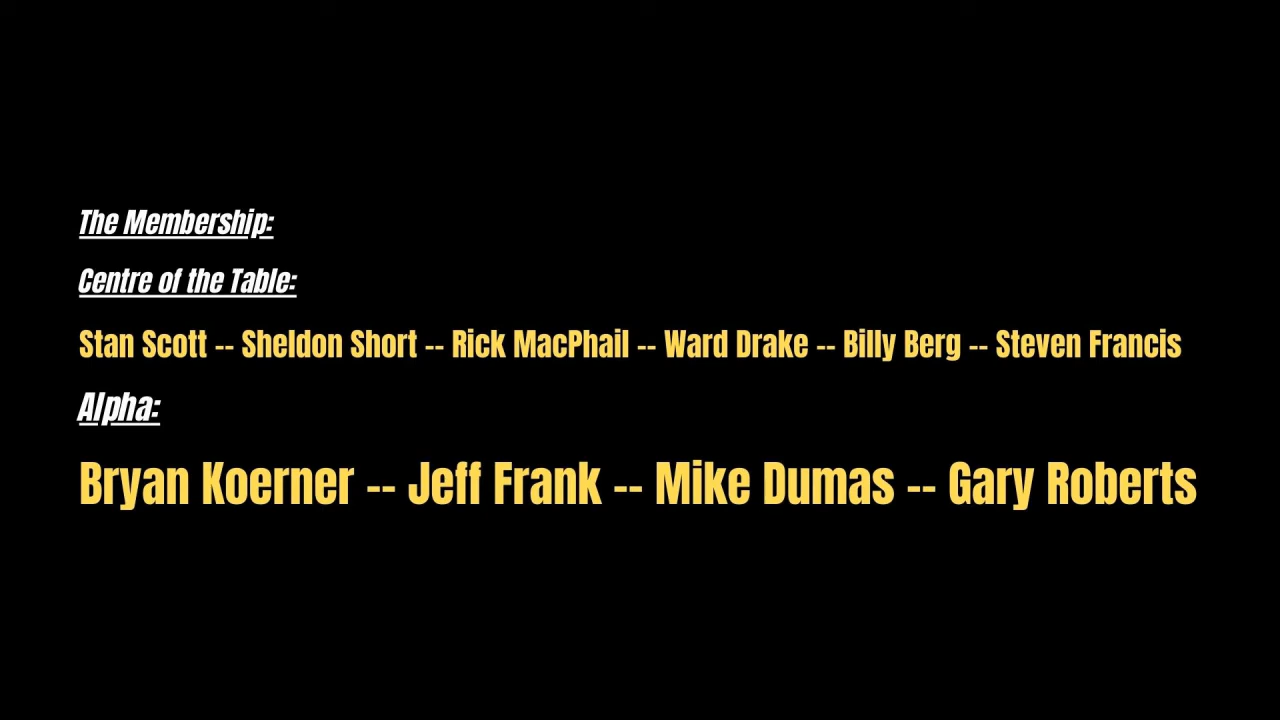 The Membership:
Centre of the Table:
Stan Scott -- Sheldon Short -- Rick MacPhail -- Ward Drake -- Billy Berg -- Steven Francis
Alpha:
Bryan Koerner -- Jeff Frank -- Mike Dumas -- Gary Roberts